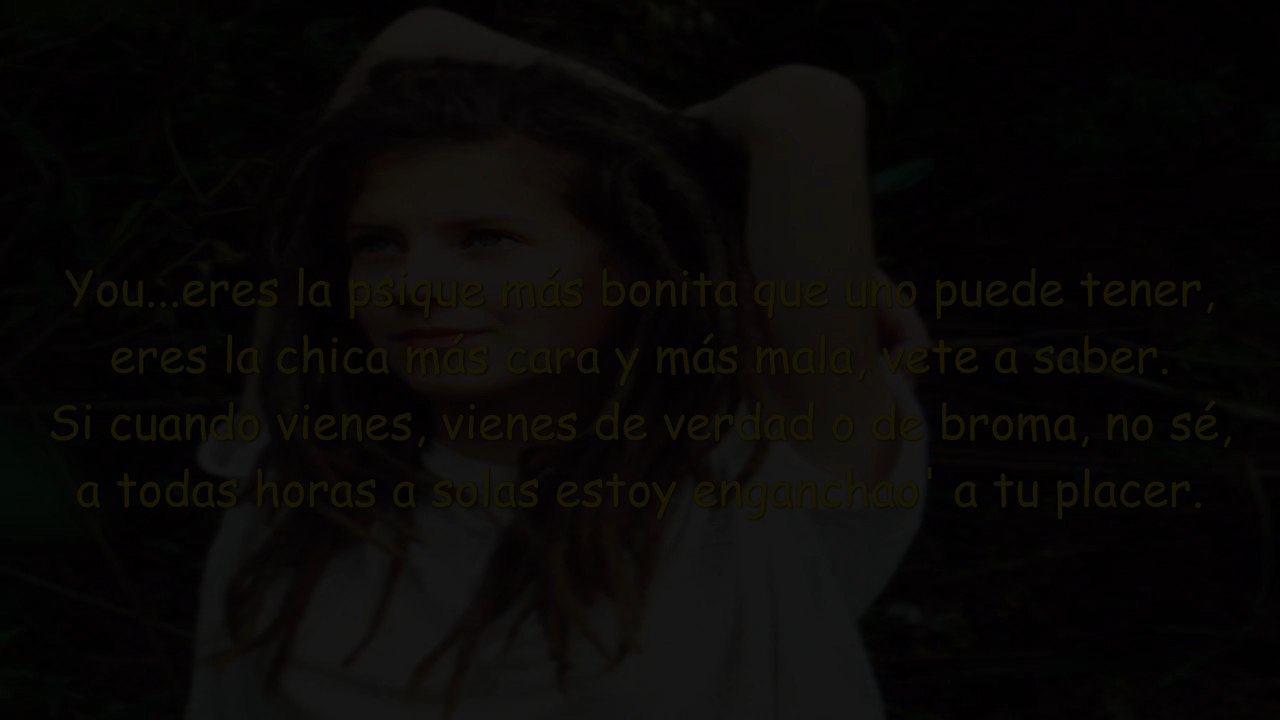 You...eres la psique más bonita que uno puede tener,
eres la chica más cara y más mala, vete a saber.
Si cuando vienes, vienes de verdad o de broma, no sé,
a todas horas a solas estoy enganchao' a tu placer.